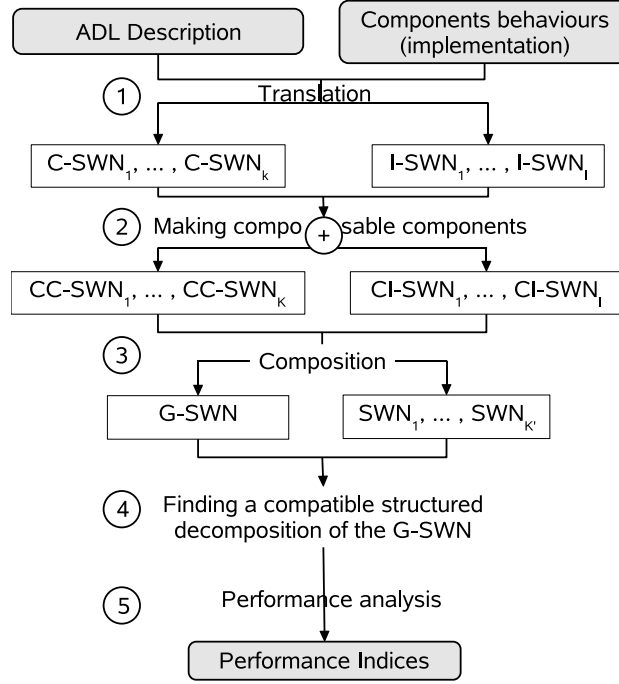 ADL Description
Components behaviours
(implementation)
1
Translation
C-SWN1, ... , C-SWNk
I-SWN1, ... , I-SWNl
2
Making compo + sable components
CC-SWN1, ... , CC-SWNK
CI-SWN1, ... , CI-SWNl
3
Composition
G-SWN
SWN1, ... , SWNK'
4
Finding a compatible structured
decomposition of the G-SWN
5
Performance analysis
Performance Indices